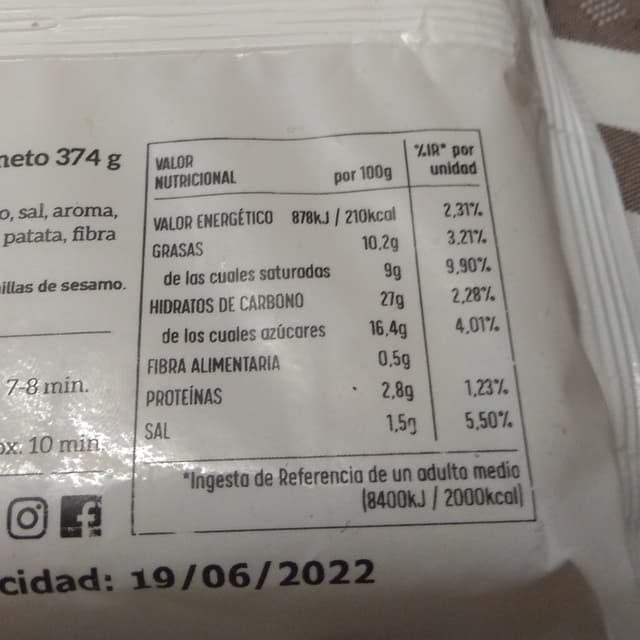 neto 374 g
o, sal, aroma,
patata, fibra
illas de sesamo.
7-8 min.
ox. 10 min.
VALOR NUTRICIONAL por 100g %IR* por unidad
VALOR ENERGÉTICO 878kJ / 210kcal 2,31%
GRASAS 10,2g 3,21%
de las cuales saturadas 9g 9,90%
HIDRATOS DE CARBONO 27g 2,28%
de los cuales azúcares 16,4g 4,01%
FIBRA ALIMENTARIA 0,5g
PROTEÍNAS 2,8g 1,23%
SAL 1,5g 5,50%
*Ingesta de Referencia de un adulto medio
(8400kJ / 2000kcal)
cidad: 19/06/2022